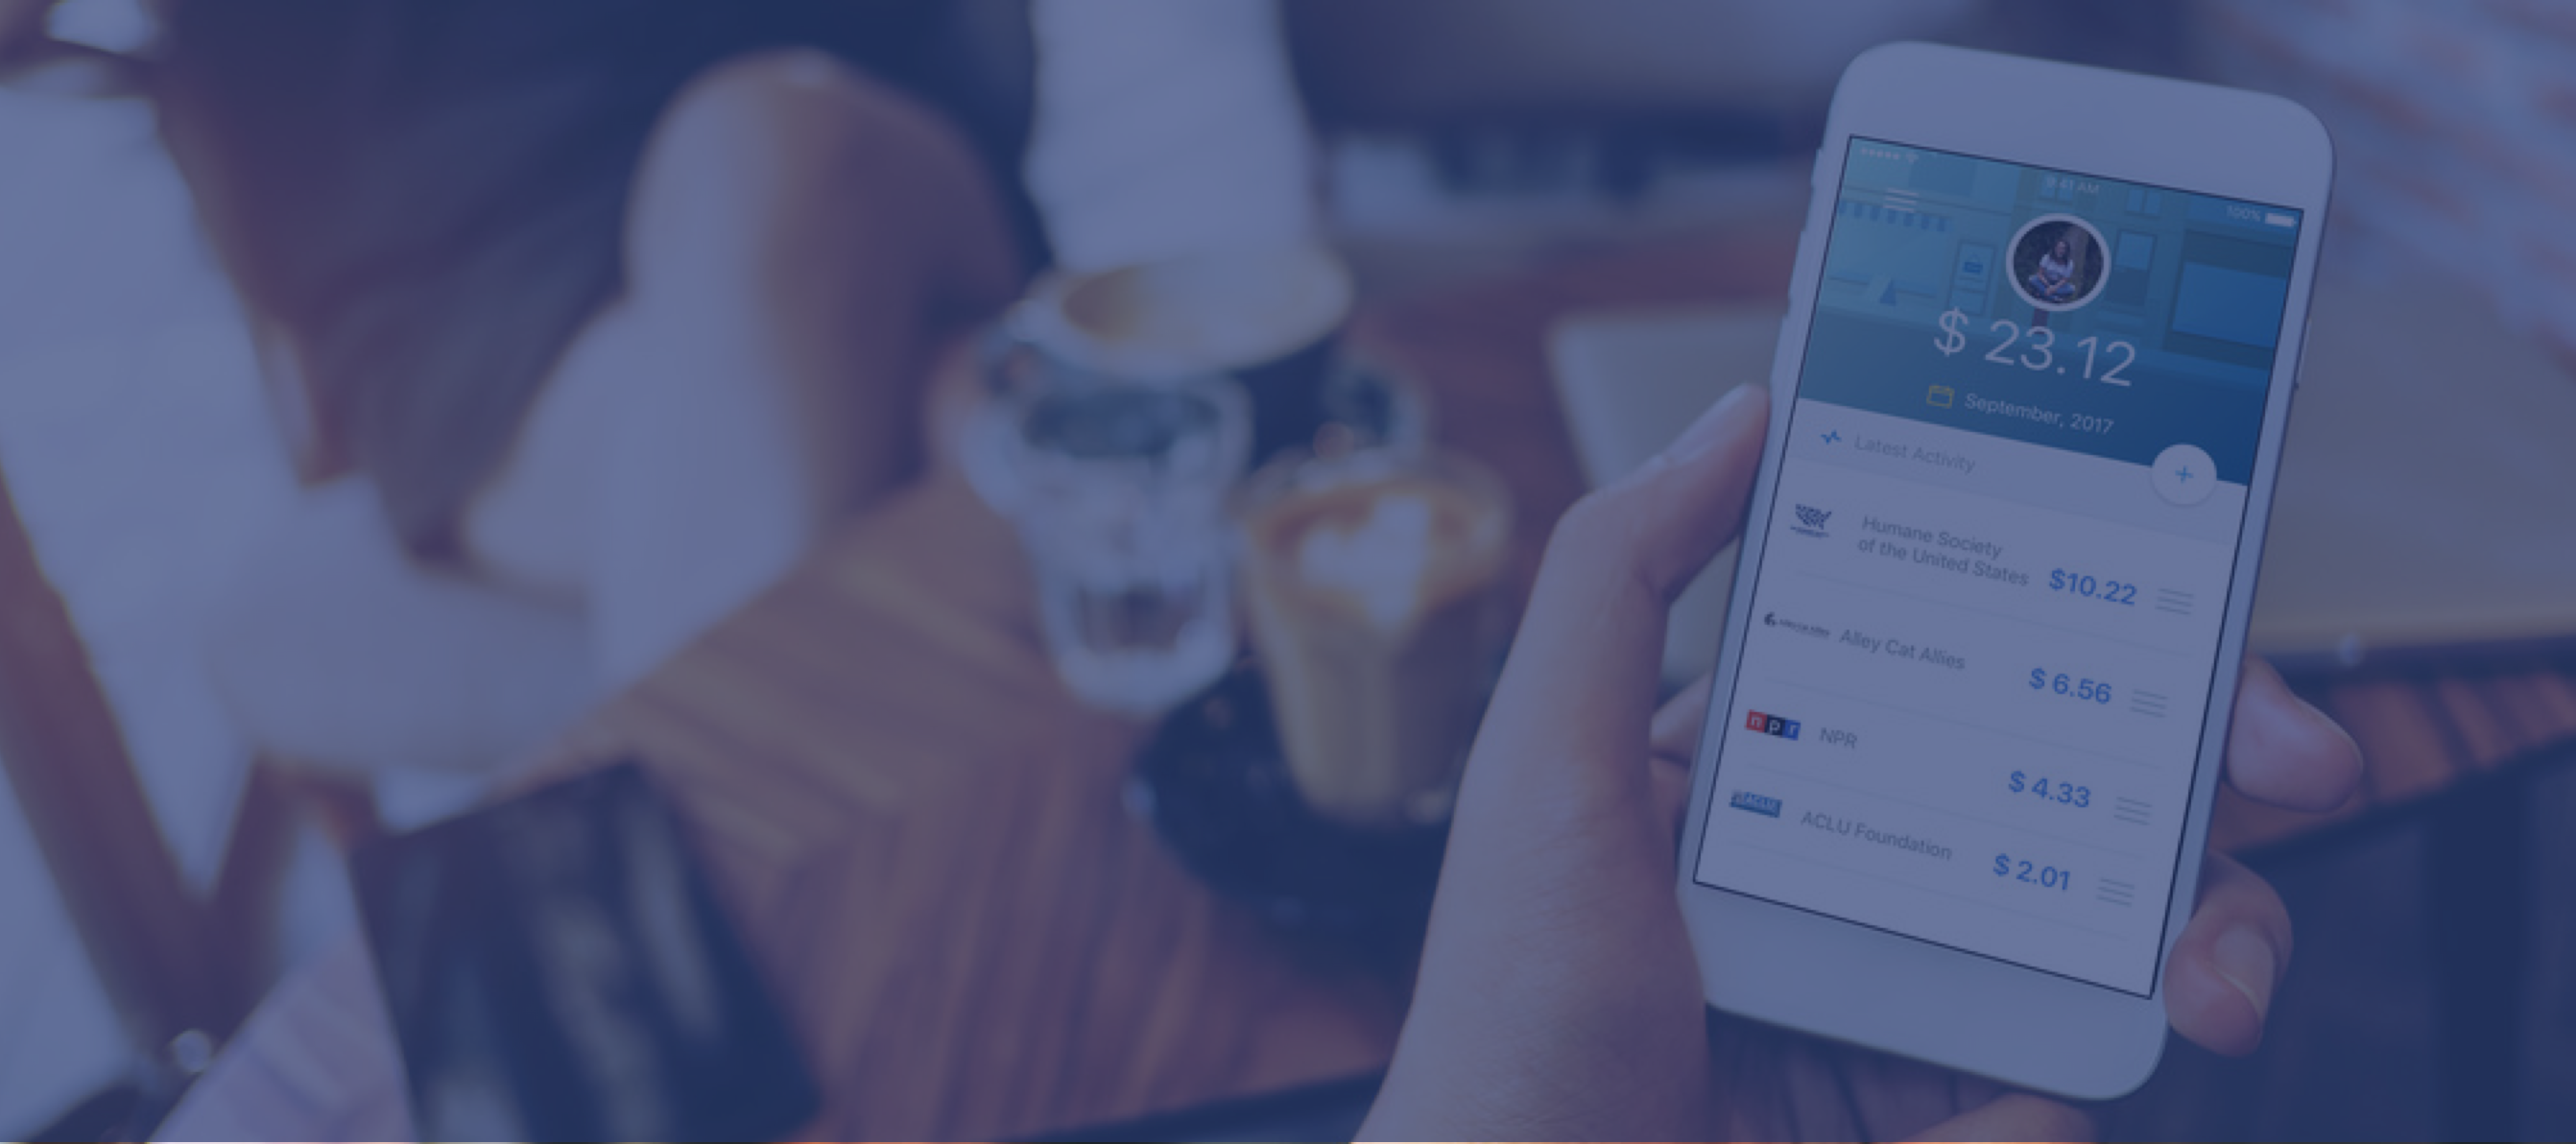 9:41 AM
100%
$ 23.12
September, 2017
Latest Activity
+
Humane Society
of the United States
$10.22
Alley Cat Allies
$ 6.56
npr
NPR
$ 4.33
ACLU Foundation
$ 2.01